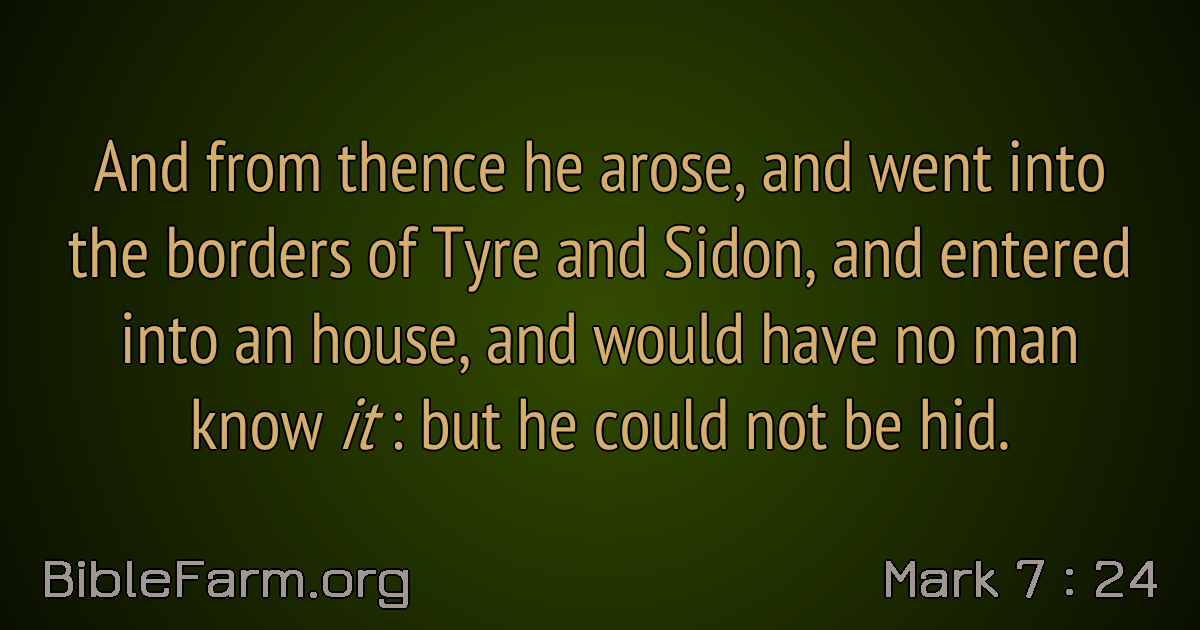 And from thence he arose, and went into
the borders of Tyre and Sidon, and entered
into an house, and would have no man
know it : but he could not be hid.
BibleFarm.org
Mark 7 : 24